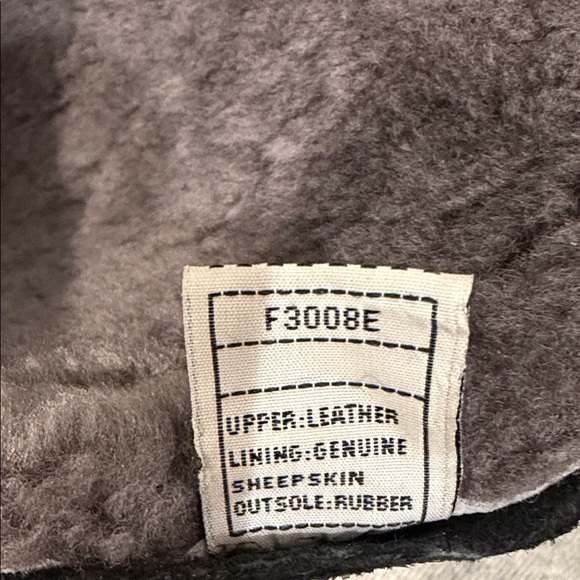 F3008E
UPPER:LEATHER
LINING:GENUINE
SHEEPSKIN
OUTSOLE:RUBBER